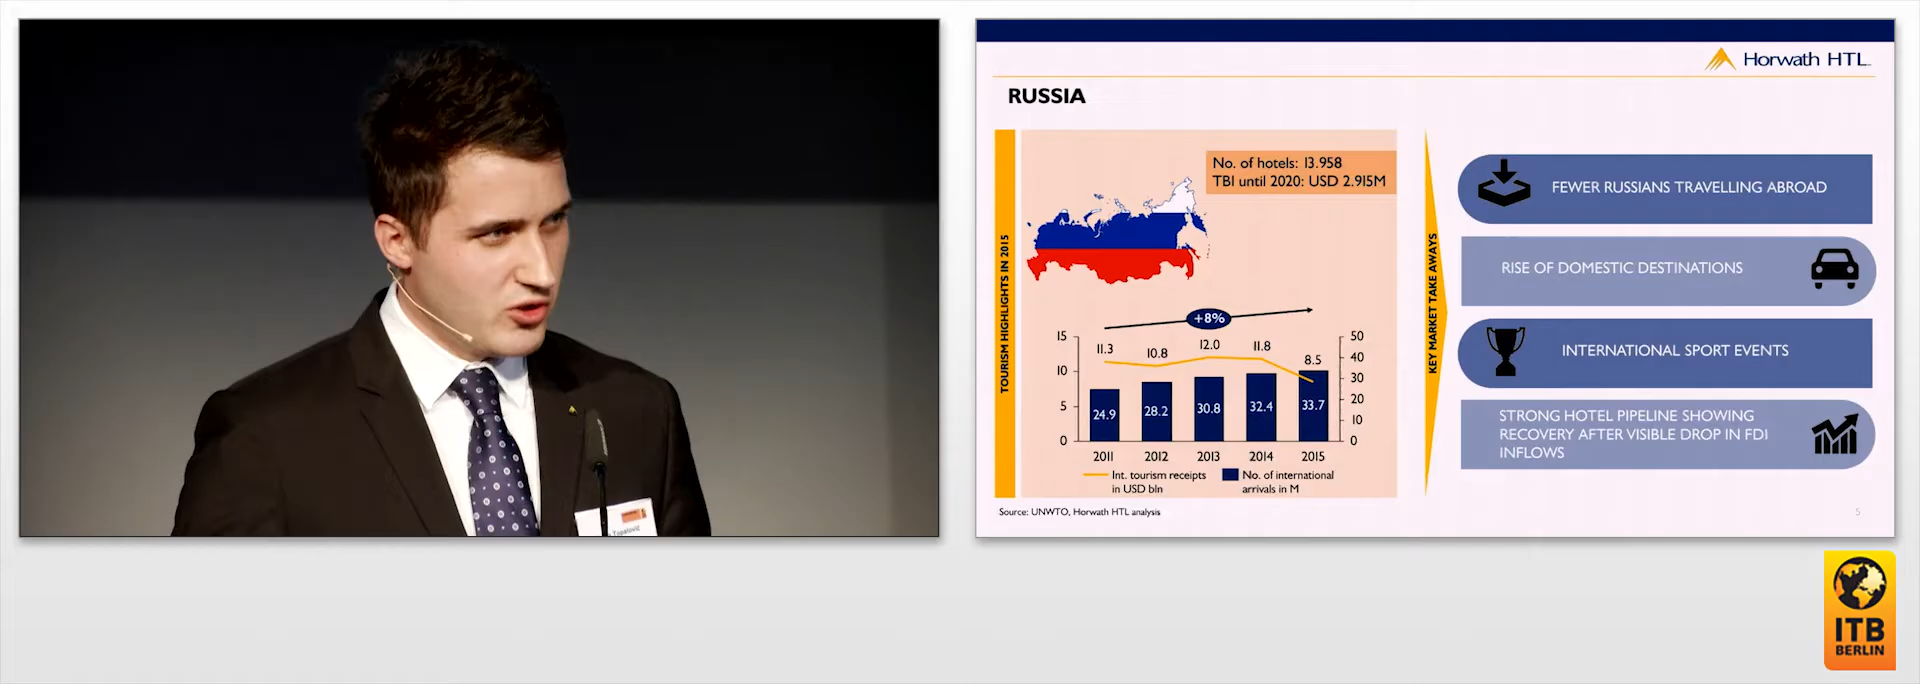 Topalović
Horwath HTL
RUSSIA
TOURISM HIGHLIGHTS IN 2015
No. of hotels: 13.958
TBI until 2020: USD 2.915M
+8%
15
10
5
0
50
40
30
20
10
0
11.3
10.8
12.0
11.8
8.5
24.9
28.2
30.8
32.4
33.7
2011
2012
2013
2014
2015
Int. tourism receipts
in USD bln
No. of international
arrivals in M
KEY MARKET TAKE AWAYS
FEWER RUSSIANS TRAVELLING ABROAD
RISE OF DOMESTIC DESTINATIONS
INTERNATIONAL SPORT EVENTS
STRONG HOTEL PIPELINE SHOWING
RECOVERY AFTER VISIBLE DROP IN FDI
INFLOWS
Source: UNWTO, Horwath HTL analysis
5
ITB
BERLIN